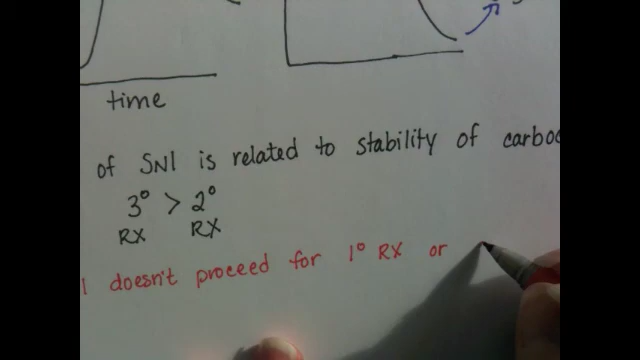 time
of SN1 is related to stability of
3° > 2°
RX RX
doesn't proceed for 1° RX or